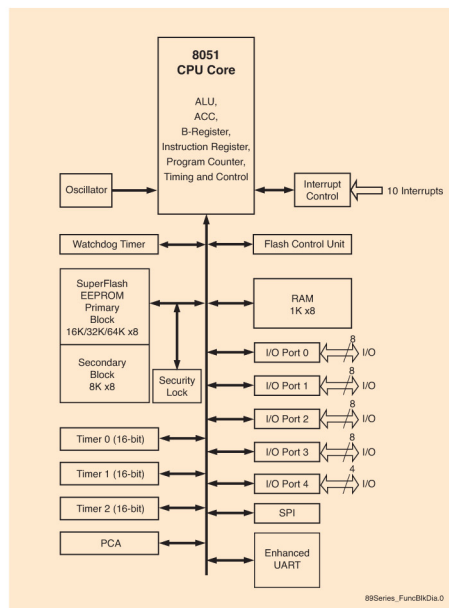 8051
CPU Core
ALU,
ACC,
B-Register,
Instruction Register,
Program Counter,
Timing and Control
Oscillator
Interrupt
Control
10 Interrupts
Watchdog Timer
Flash Control Unit
SuperFlash
EEPROM
Primary
Block
16K/32K/64K x8
RAM
1K x8
Secondary
Block
8K x8
Security
Lock
I/O Port 0
8
I/O
I/O Port 1
8
I/O
I/O Port 2
8
I/O
I/O Port 3
8
I/O
I/O Port 4
4
I/O
Timer 0 (16-bit)
Timer 1 (16-bit)
Timer 2 (16-bit)
SPI
PCA
Enhanced
UART
89Series_FuncBlkDia.0